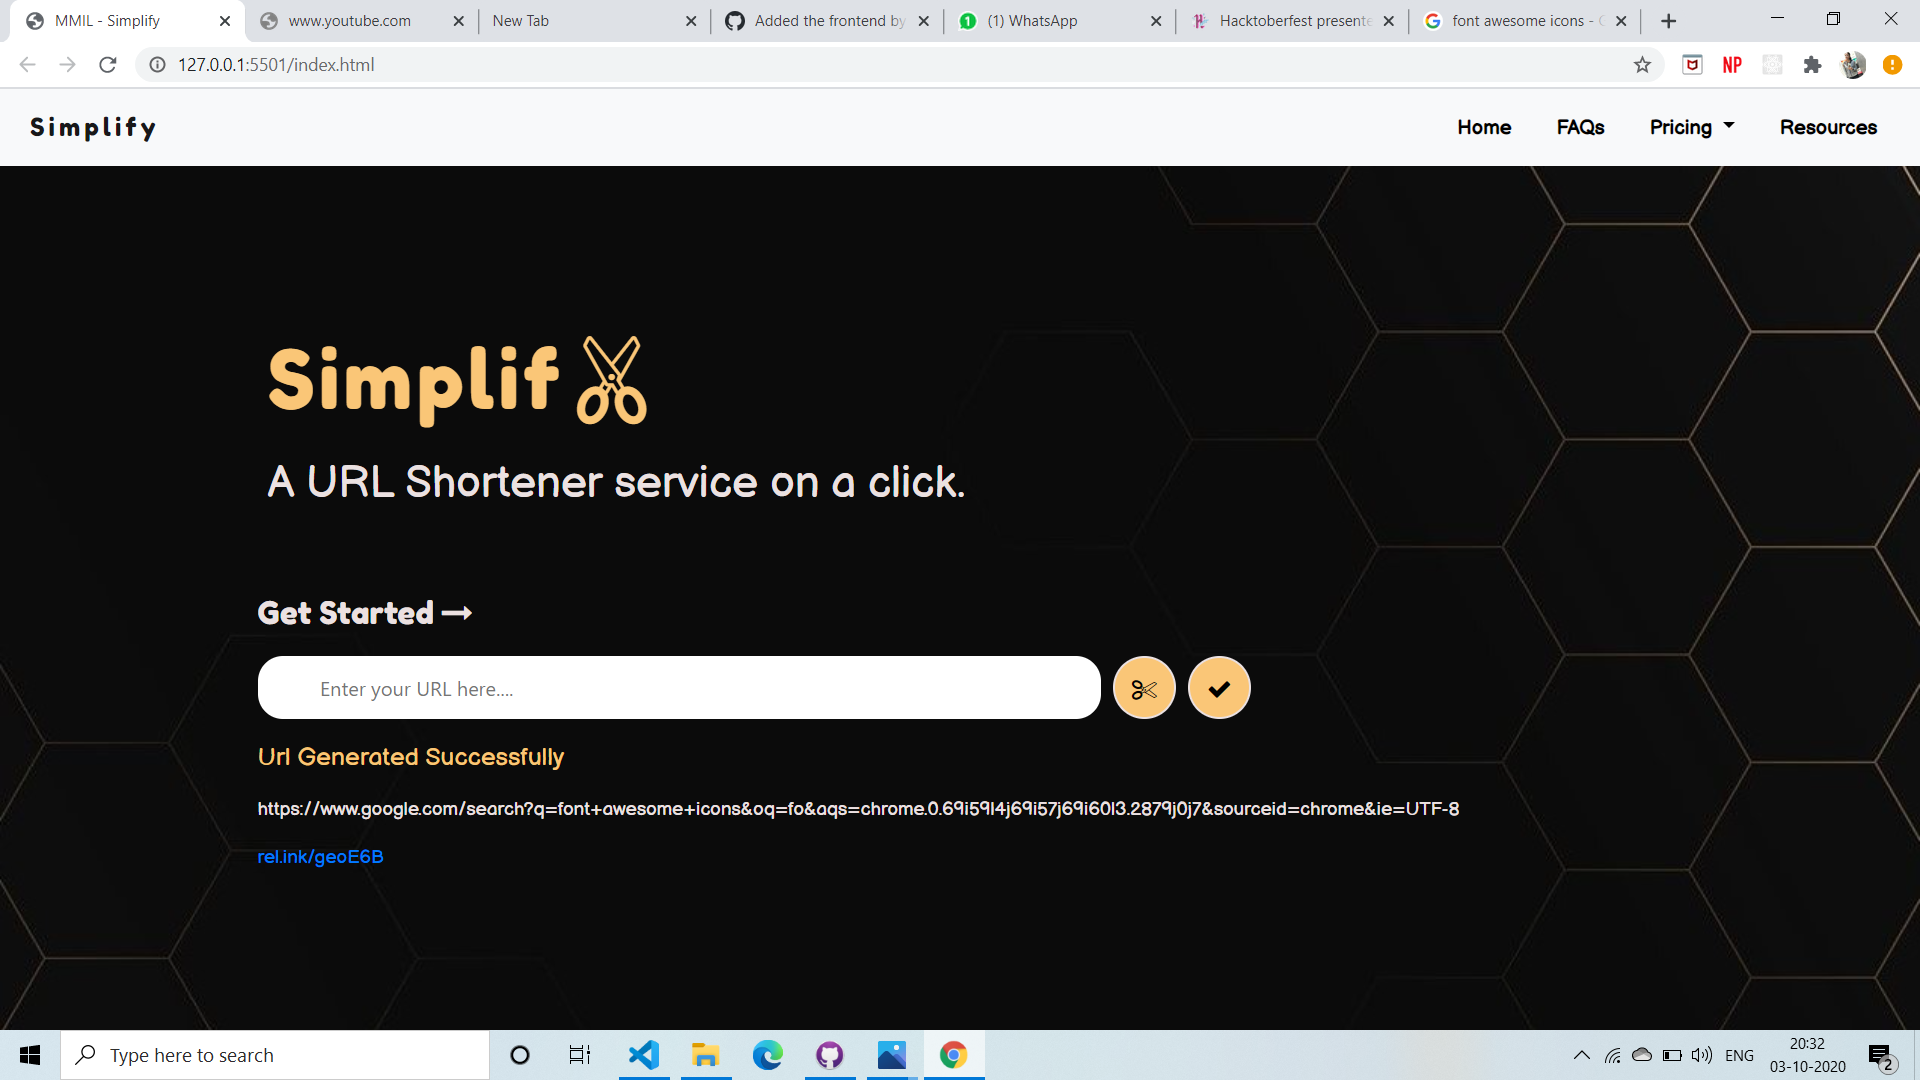 MMIL - Simplify
www.youtube.com
New Tab
Added the frontend by
(1) WhatsApp
Hacktoberfest presente
font awesome icons -
127.0.0.1:5501/index.html
NP
Simplify
Home
FAQs
Pricing
Resources
Simplif
A URL Shortener service on a click.
Get Started
Enter your URL here....
Url Generated Successfully
https://www.google.com/search?q=font+awesome+icons&oq=fo&aqs=chrome.0.69i59l4j69i57j69i60l3.2879j0j7&sourceid=chrome&ie=UTF-8
rel.ink/geoE6B
Type here to search
ENG
20:32
03-10-2020
2